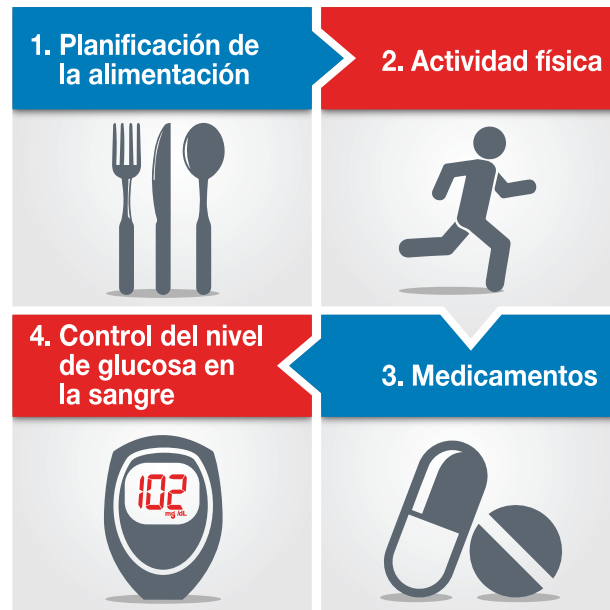 1. Planificación de
la alimentación
2. Actividad física
3. Medicamentos
4. Control del nivel
de glucosa en
la sangre
102
mg/dL